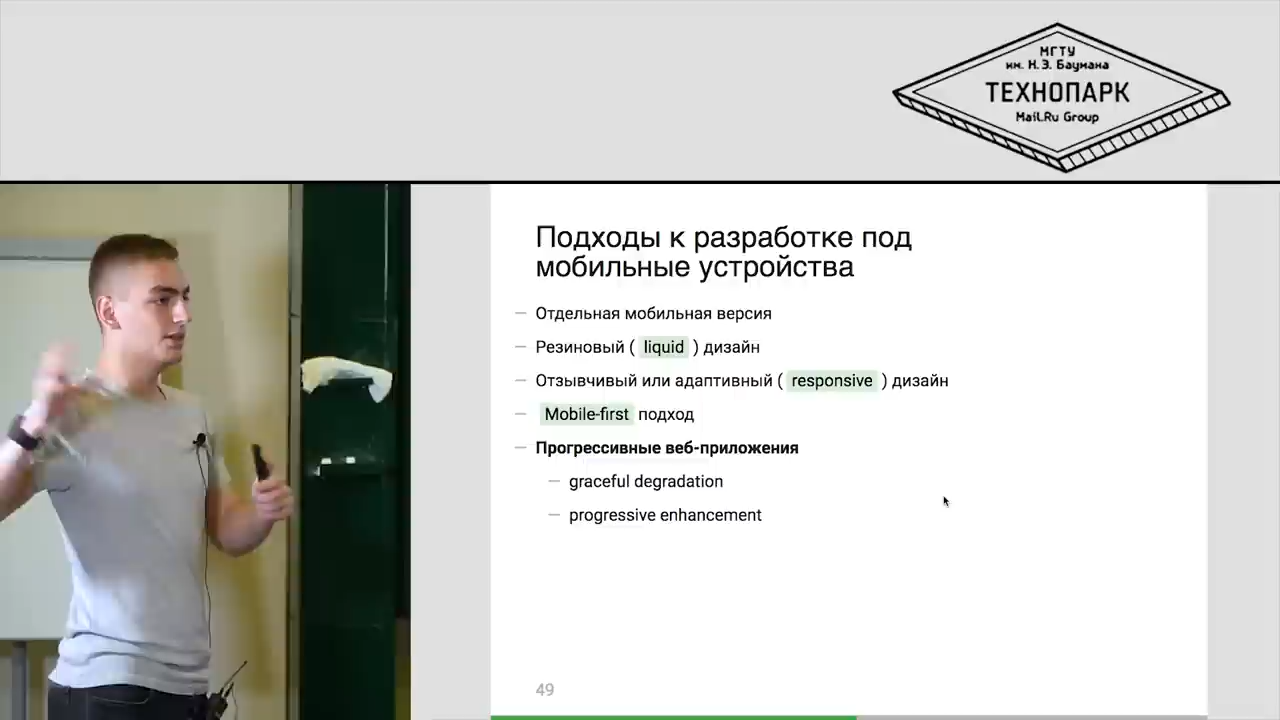 МГТУ
им. Н.Э. Баумана
ТЕХНОПАРК
Mail.Ru Group
Подходы к разработке под
мобильные устройства
— Отдельная мобильная версия
— Резиновый ( liquid ) дизайн
— Отзывчивый или адаптивный ( responsive ) дизайн
— Mobile-first подход
— Прогрессивные веб-приложения
— graceful degradation
— progressive enhancement
49